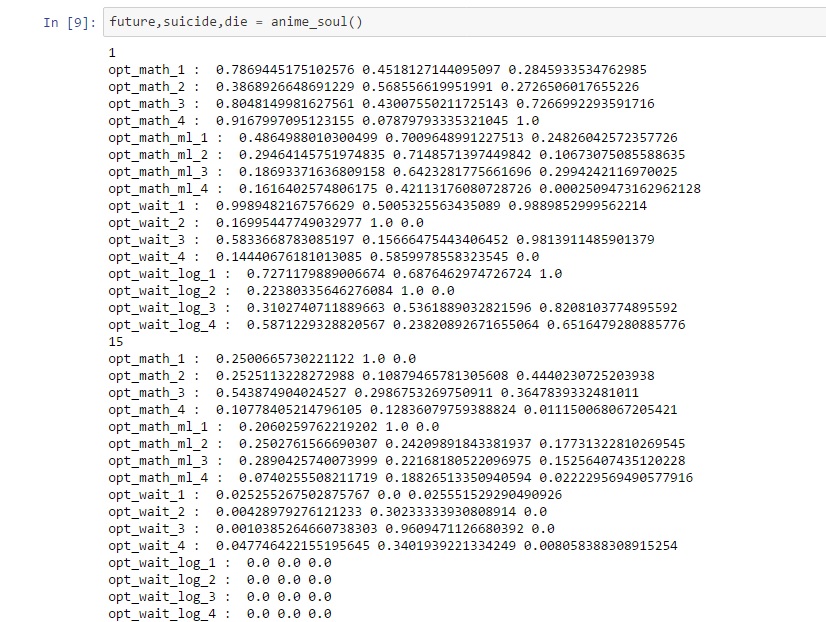 In [9]: future,suicide,die = anime_soul()
1
opt_math_1 :  0.7869445175102576 0.4518127144095097 0.2845933534762985
opt_math_2 :  0.3868926648691229 0.568556619951991 0.2726506017655226
opt_math_3 :  0.8048149981627561 0.43007550211725143 0.7266992293591716
opt_math_4 :  0.9167997095123155 0.08789793335321045 1.0
opt_math_ml_1 :  0.4864988010300499 0.7009648991227513 0.24826042572357726
opt_math_ml_2 :  0.29464145751974835 0.7148571397449842 0.10673075085588635
opt_math_ml_3 :  0.18693371636809158 0.6423281775661696 0.2994242116970025
opt_math_ml_4 :  0.1616402574806175 0.42113176080728726 0.0002509473162962128
opt_wait_1 :  0.9989482167576629 0.5005325563435089 0.9889852999562214
opt_wait_2 :  0.16995447749032977 1.0 0.0
opt_wait_3 :  0.5833668783085197 0.15666475443406452 0.9813911485901379
opt_wait_4 :  0.14440676181013085 0.5859978558323545 0.0
opt_wait_log_1 :  0.7271179889006674 0.6876462974726724 1.0
opt_wait_log_2 :  0.22380335646276084 1.0 0.0
opt_wait_log_3 :  0.3102740711889663 0.5361889032821596 0.8208103774895592
opt_wait_log_4 :  0.5871229328820567 0.23820892671655064 0.6516479280885776
15
opt_math_1 :  0.2500665730221122 1.0 0.0
opt_math_2 :  0.2525113228272988 0.10879465781305608 0.4440230725203938
opt_math_3 :  0.543874904024527 0.2986753269750911 0.3647839332481011
opt_math_4 :  0.10778405214796105 0.12836079759388824 0.011150068067205421
opt_math_ml_1 :  0.2060259762219202 1.0 0.0
opt_math_ml_2 :  0.2502761566690307 0.24209891843381937 0.17731322810269545
opt_math_ml_3 :  0.2890425740073999 0.22168180522096975 0.15256407435120228
opt_math_ml_4 :  0.0740255508211719 0.18826513350940594 0.022229569490577916
opt_wait_1 :  0.025255267502875767 0.0 0.025551529290490926
opt_wait_2 :  0.00428979276121233 0.30233333930808914 0.0
opt_wait_3 :  0.0010385264660738303 0.9609471126680392 0.0
opt_wait_4 :  0.047746422155195645 0.3401939221334249 0.008058388308915254
opt_wait_log_1 :  0.0 0.0 0.0
opt_wait_log_2 :  0.0 0.0 0.0
opt_wait_log_3 :  0.0 0.0 0.0
opt_wait_log_4 :  0.0 0.0 0.0